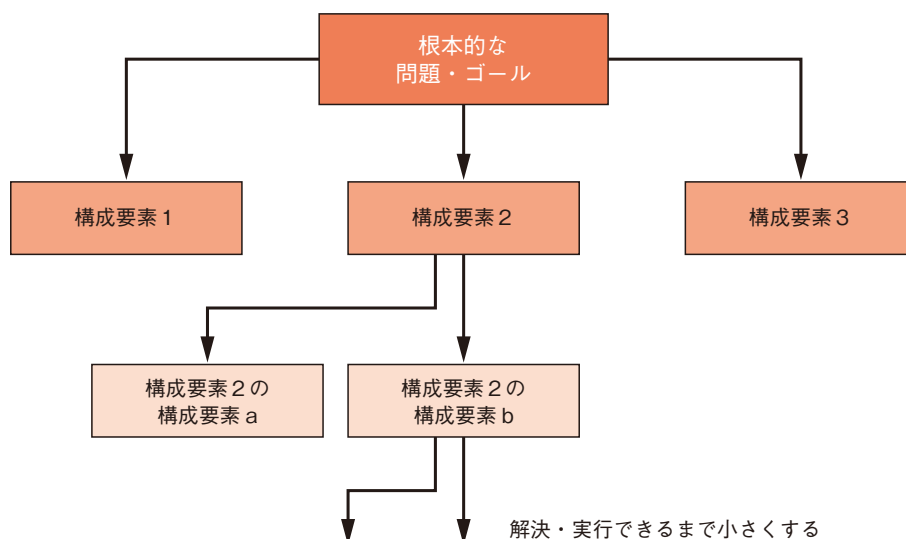 根本的な
問題・ゴール
構成要素1
構成要素2
構成要素3
構成要素2の
構成要素a
構成要素2の
構成要素b
解決・実行できるまで小さくする